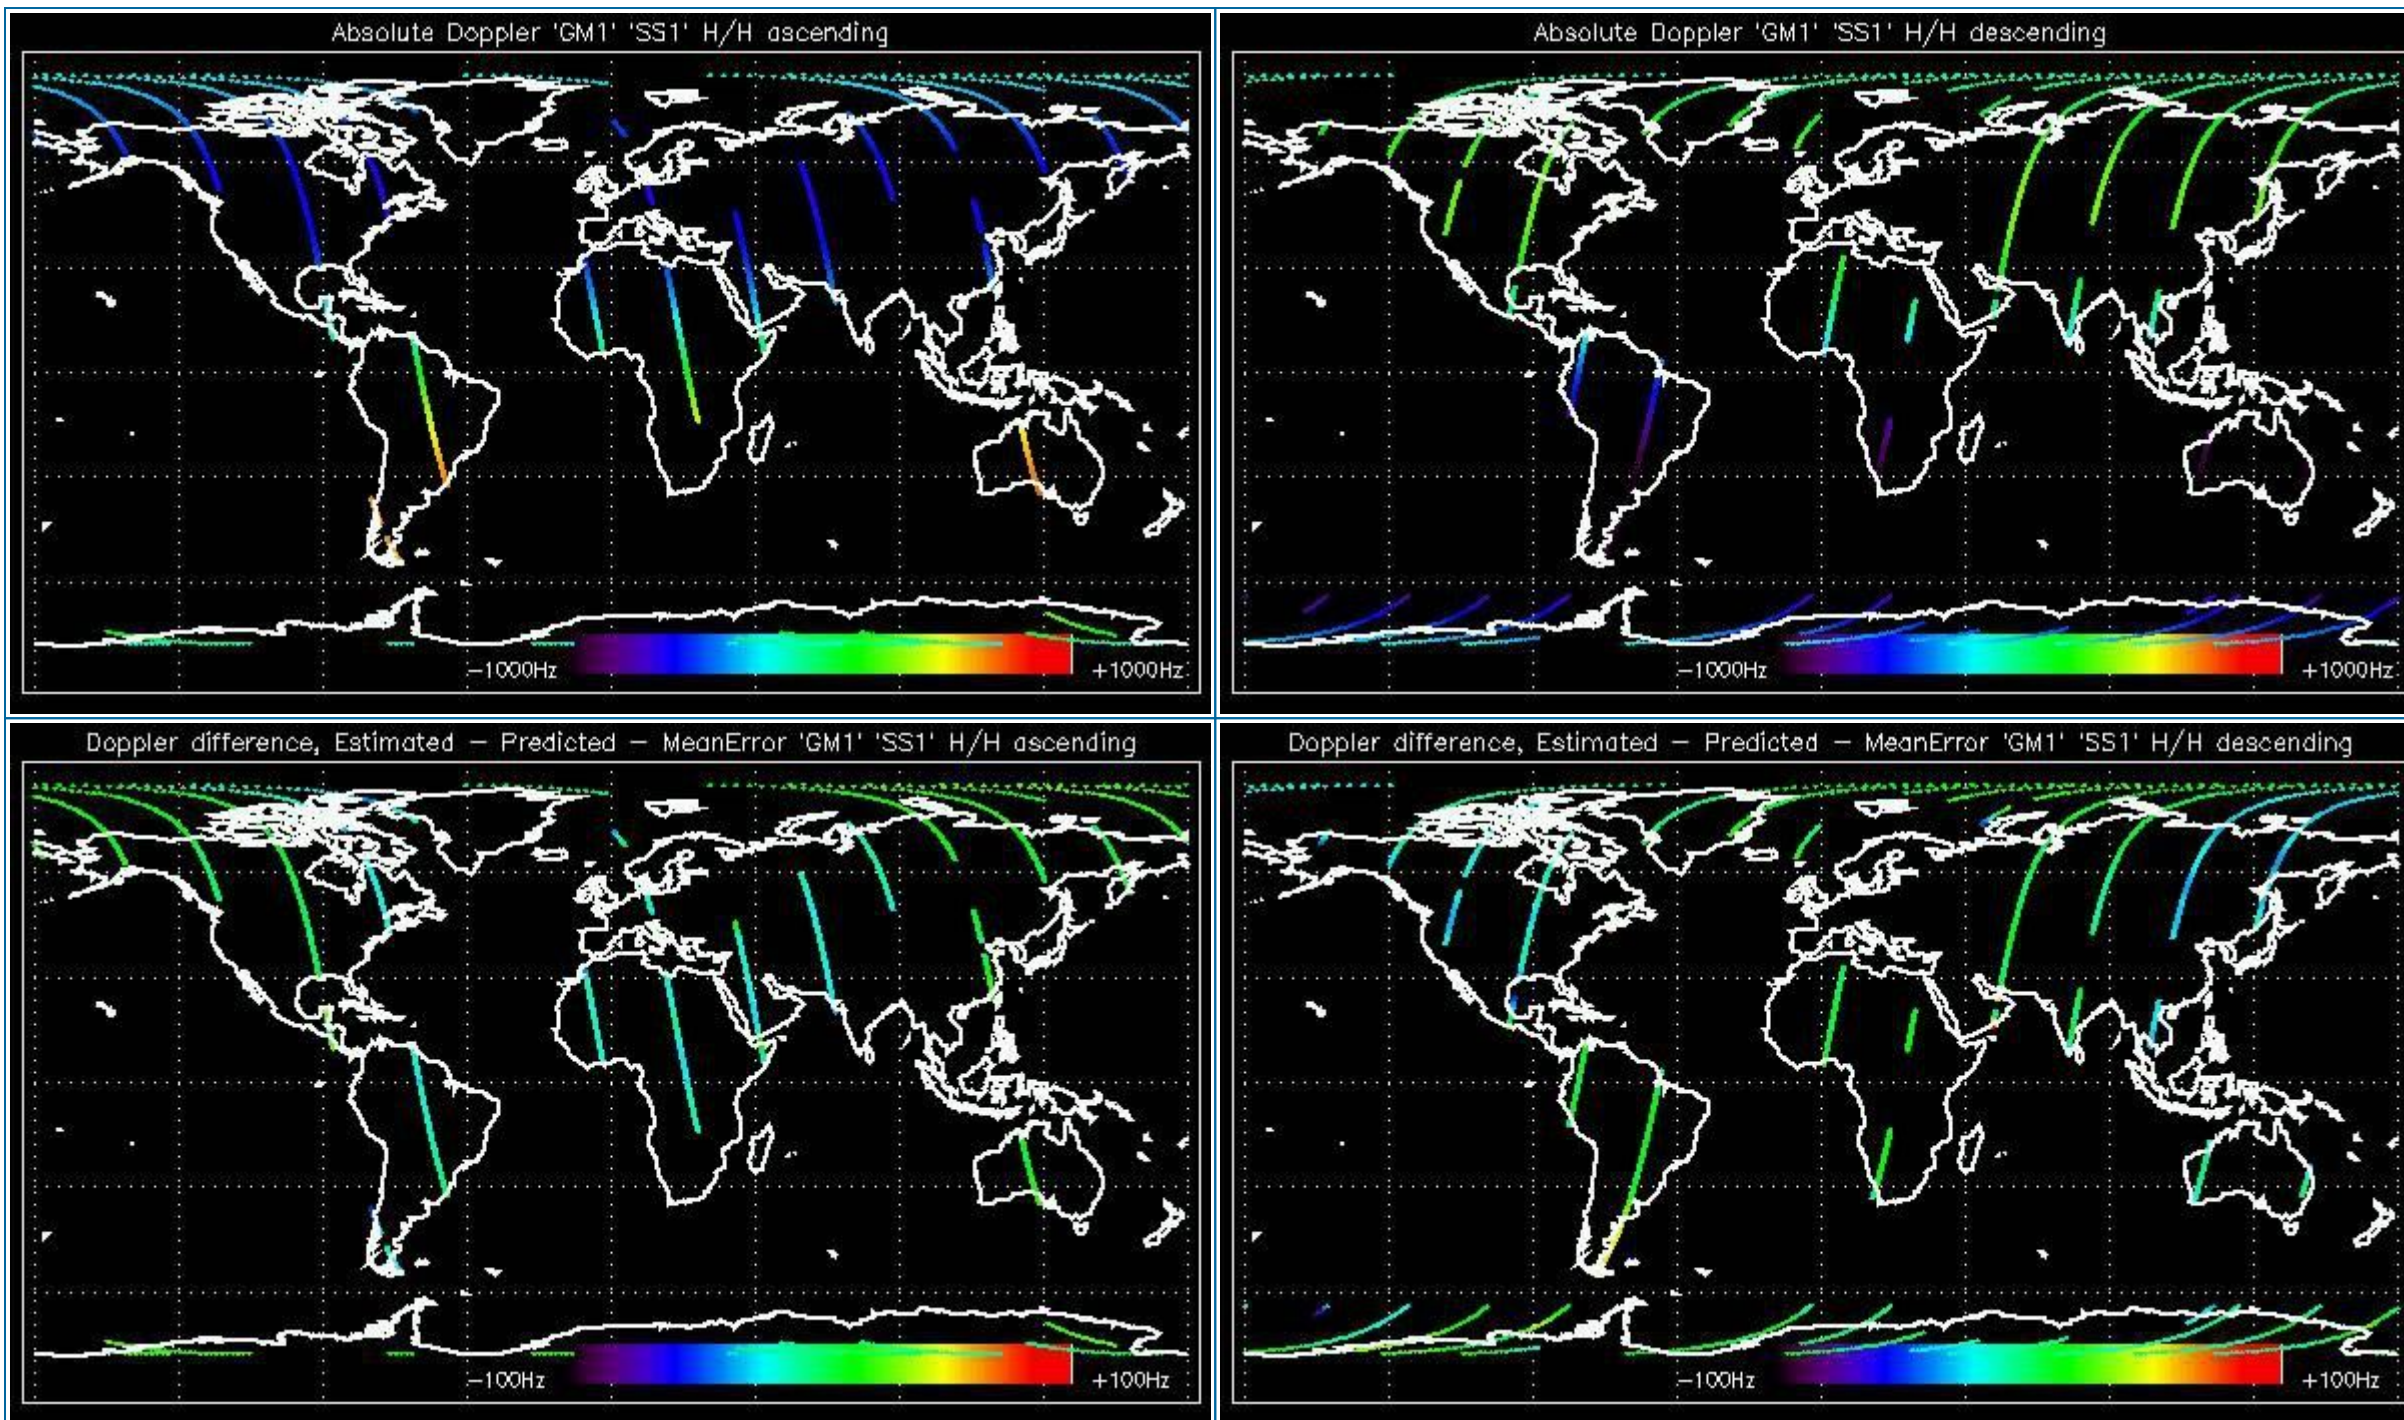 Absolute Doppler 'GM1' 'SS1' H/H ascending
−1000Hz
+1000Hz
Absolute Doppler 'GM1' 'SS1' H/H descending
−1000Hz
+1000Hz
Doppler difference, Estimated − Predicted − MeanError 'GM1' 'SS1' H/H ascending
−100Hz
+100Hz
Doppler difference, Estimated − Predicted − MeanError 'GM1' 'SS1' H/H descending
−100Hz
+100Hz